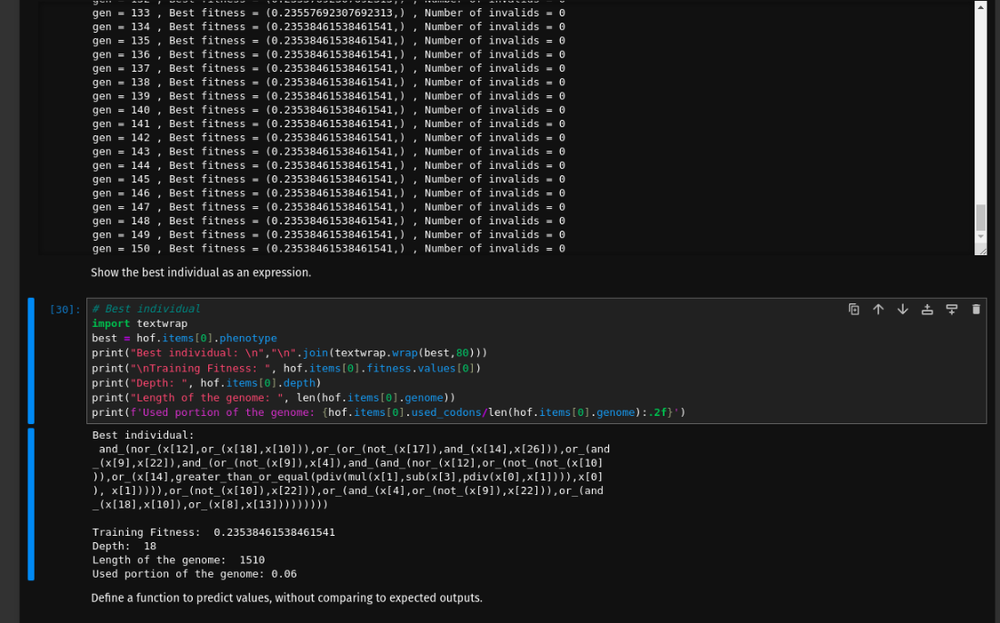 gen = 133 , Best fitness = (0.23557692307692313,) , Number of invalids = 0
gen = 134 , Best fitness = (0.23538461538461541,) , Number of invalids = 0
gen = 135 , Best fitness = (0.23538461538461541,) , Number of invalids = 0
gen = 136 , Best fitness = (0.23538461538461541,) , Number of invalids = 0
gen = 137 , Best fitness = (0.23538461538461541,) , Number of invalids = 0
gen = 138 , Best fitness = (0.23538461538461541,) , Number of invalids = 0
gen = 139 , Best fitness = (0.23538461538461541,) , Number of invalids = 0
gen = 140 , Best fitness = (0.23538461538461541,) , Number of invalids = 0
gen = 141 , Best fitness = (0.23538461538461541,) , Number of invalids = 0
gen = 142 , Best fitness = (0.23538461538461541,) , Number of invalids = 0
gen = 143 , Best fitness = (0.23538461538461541,) , Number of invalids = 0
gen = 144 , Best fitness = (0.23538461538461541,) , Number of invalids = 0
gen = 145 , Best fitness = (0.23538461538461541,) , Number of invalids = 0
gen = 146 , Best fitness = (0.23538461538461541,) , Number of invalids = 0
gen = 147 , Best fitness = (0.23538461538461541,) , Number of invalids = 0
gen = 148 , Best fitness = (0.23538461538461541,) , Number of invalids = 0
gen = 149 , Best fitness = (0.23538461538461541,) , Number of invalids = 0
gen = 150 , Best fitness = (0.23538461538461541,) , Number of invalids = 0
Show the best individual as an expression.
[30]: # Best individual
import textwrap
best = hof.items[0].phenotype
print("Best individual: \n","\n".join(textwrap.wrap(best,80)))
print("\nTraining Fitness: ", hof.items[0].fitness.values[0])
print("Depth: ", hof.items[0].depth)
print("Length of the genome: ", len(hof.items[0].genome))
print(f'Used portion of the genome: {hof.items[0].used_codons/len(hof.items[0].genome):.2f}')
Best individual:
and_(nor_(x[12],or_(x[18],x[10])),or_(or_(not_(x[17]),and_(x[14],x[26])),or_(and
_(x[9],x[22]),and_(or_(not_(x[9]),x[4]),and_(and_(nor_(x[12],or_(not_(not_(x[10]
)),or_(x[14],greater_than_or_equal(pdiv(mul(x[1],sub(x[3],pdiv(x[0],x[1]))),x[0]
), x[1])))),or_(not_(x[10]),x[22])),or_(and_(x[4],or_(not_(x[9]),x[22])),or_(and
_(x[18],x[10]),or_(x[8],x[13])))))))))
Training Fitness:  0.23538461538461541
Depth:  18
Length of the genome:  1510
Used portion of the genome: 0.06
Define a function to predict values, without comparing to expected outputs.